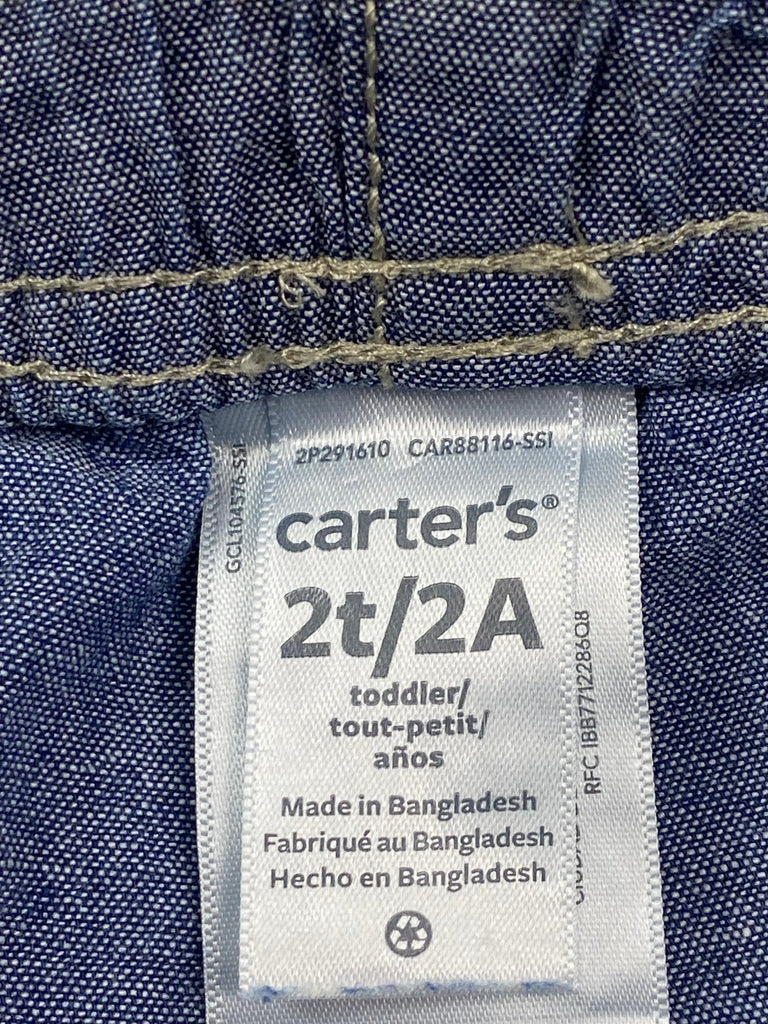 2P291610 CAR88116-SSI
carter's®
2t/2A
toddler/
tout-petit/
años
Made in Bangladesh
Fabriqué au Bangladesh
Hecho en Bangladesh
GCL104576-SSI
RFC IBB7712286Q8